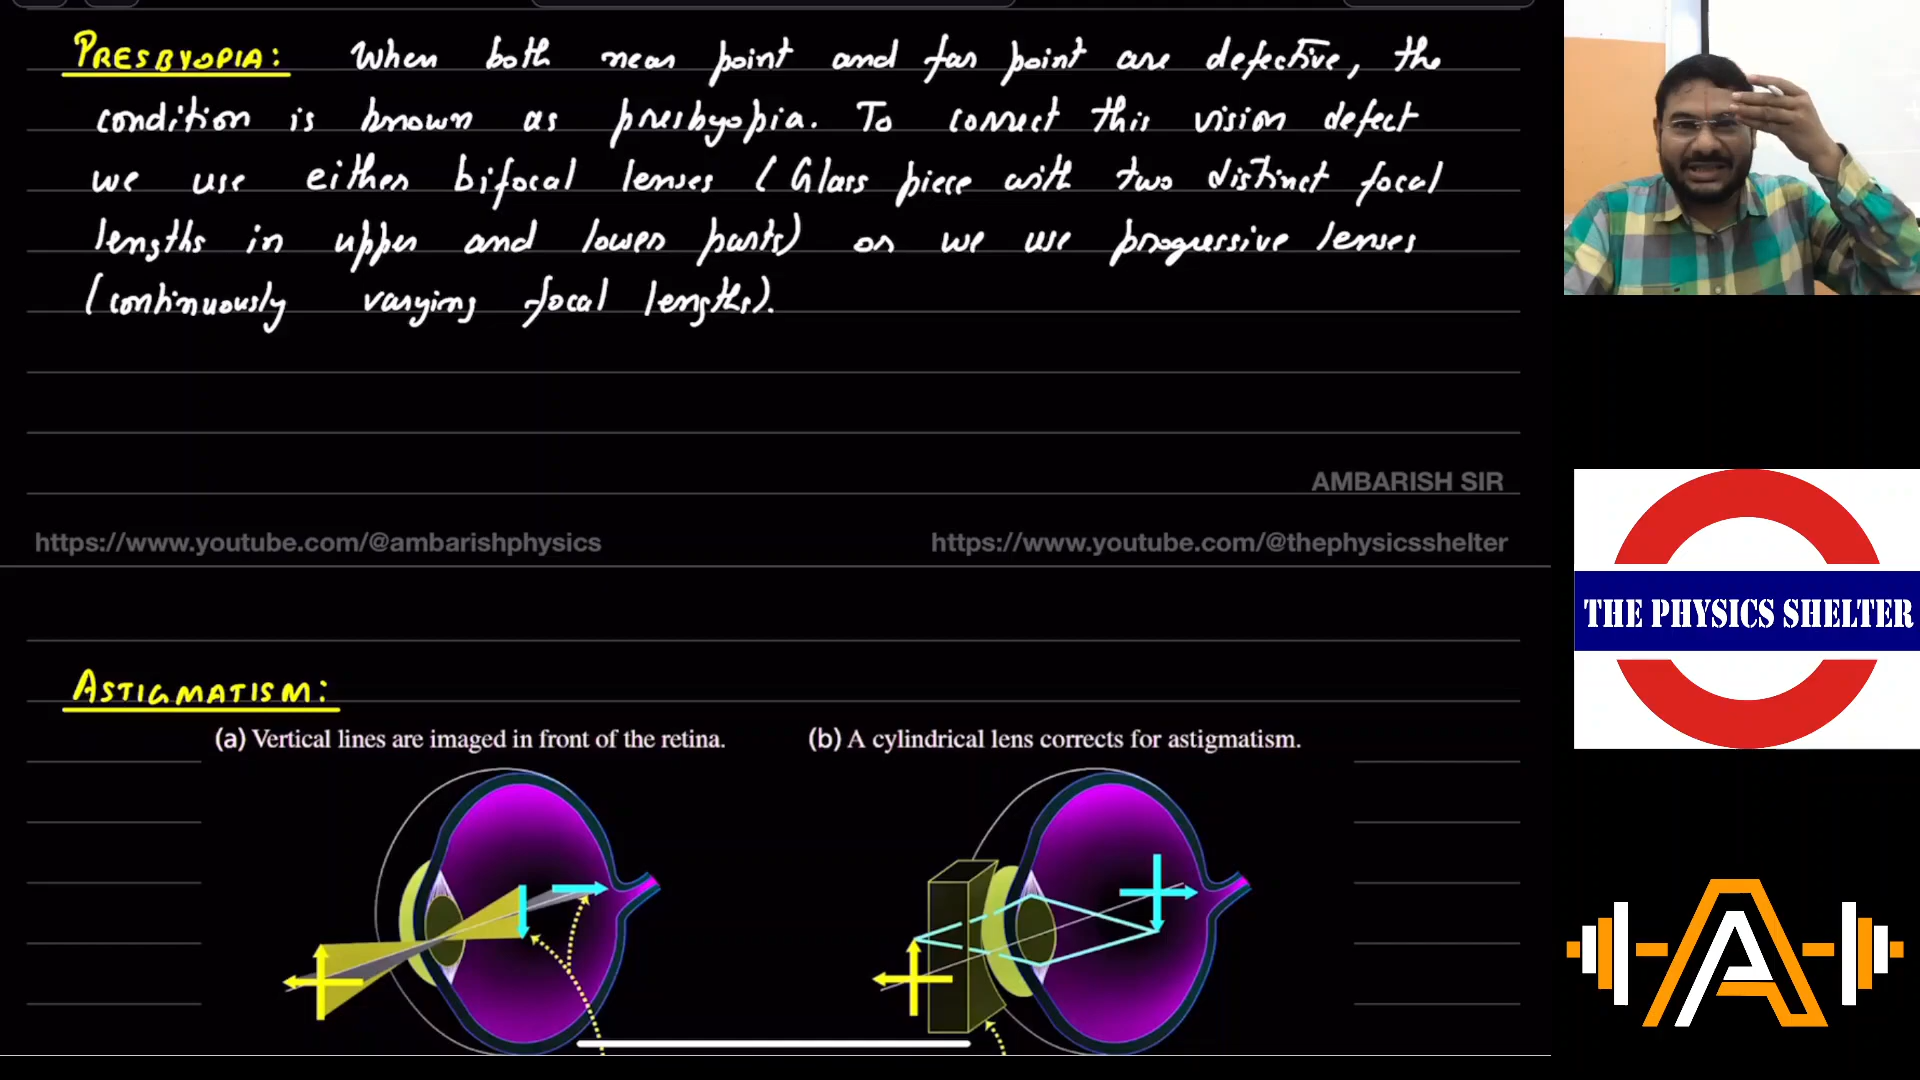 PRESBYOPIA: When both near point and far point are defective, the
condition is known as presbyopia. To correct this vision defect
we use either bifocal lenses (Glass piece with two distinct focal
lengths in upper and lower parts) or we use progressive lenses
(continuously varying focal lengths).
AMBARISH SIR
https://www.youtube.com/@ambarishphysics
https://www.youtube.com/@thephysicsshelter
THE PHYSICS SHELTER
ASTIGMATISM:
(a) Vertical lines are imaged in front of the retina.
(b) A cylindrical lens corrects for astigmatism.